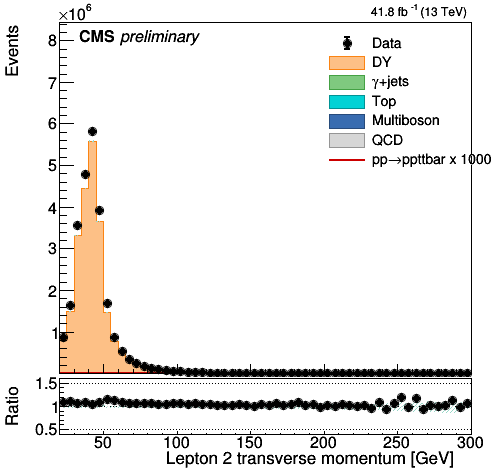 ×10⁶
41.8 fb⁻¹ (13 TeV)
CMS preliminary
Events
8
7
6
5
4
3
2
1
Data
DY
γ+jets
Top
Multiboson
QCD
pp→ppttbar x 1000
Ratio
1.5
1
0.5
50 100 150 200 250 300
Lepton 2 transverse momentum [GeV]